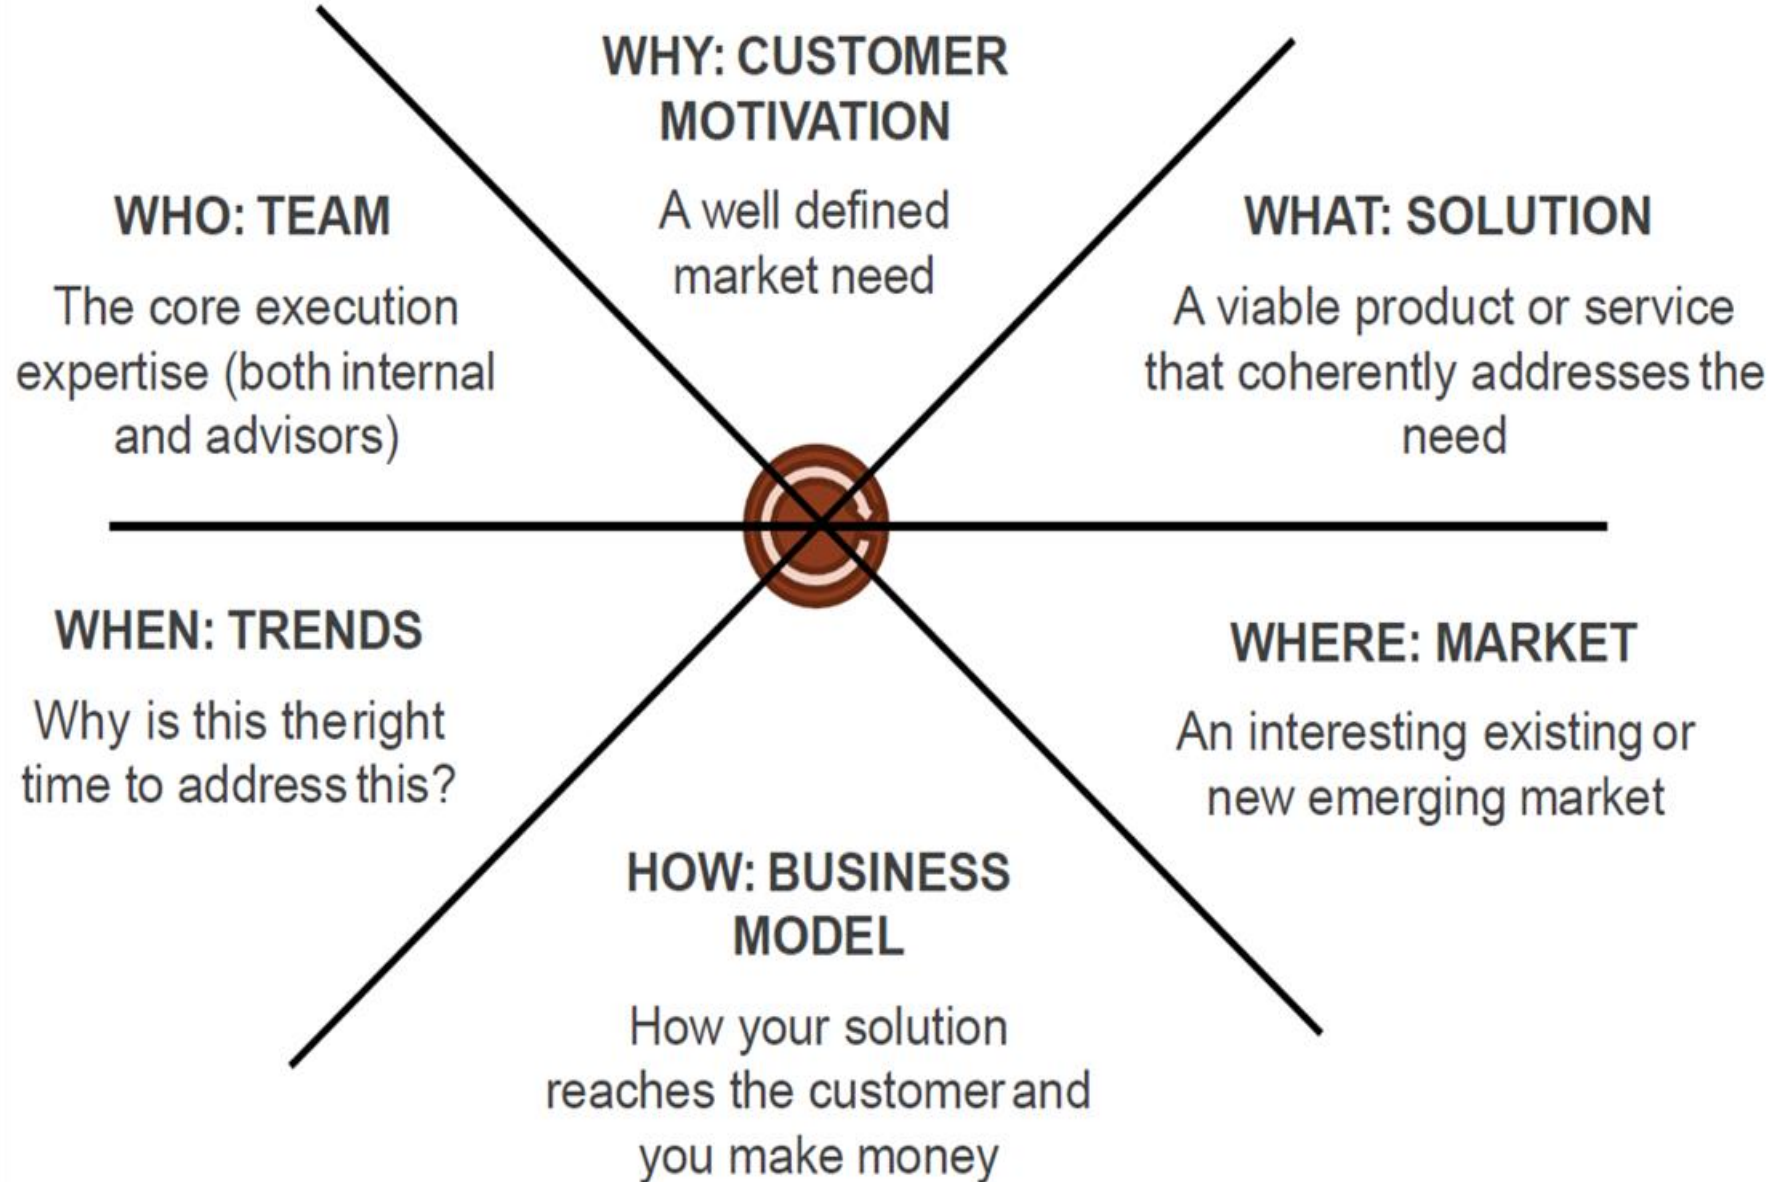 WHY: CUSTOMER
MOTIVATION
A well defined
market need
WHAT: SOLUTION
A viable product or service
that coherently addresses the
need
WHERE: MARKET
An interesting existing or
new emerging market
HOW: BUSINESS
MODEL
How your solution
reaches the customer and
you make money
WHEN: TRENDS
Why is this the right
time to address this?
WHO: TEAM
The core execution
expertise (both internal
and advisors)